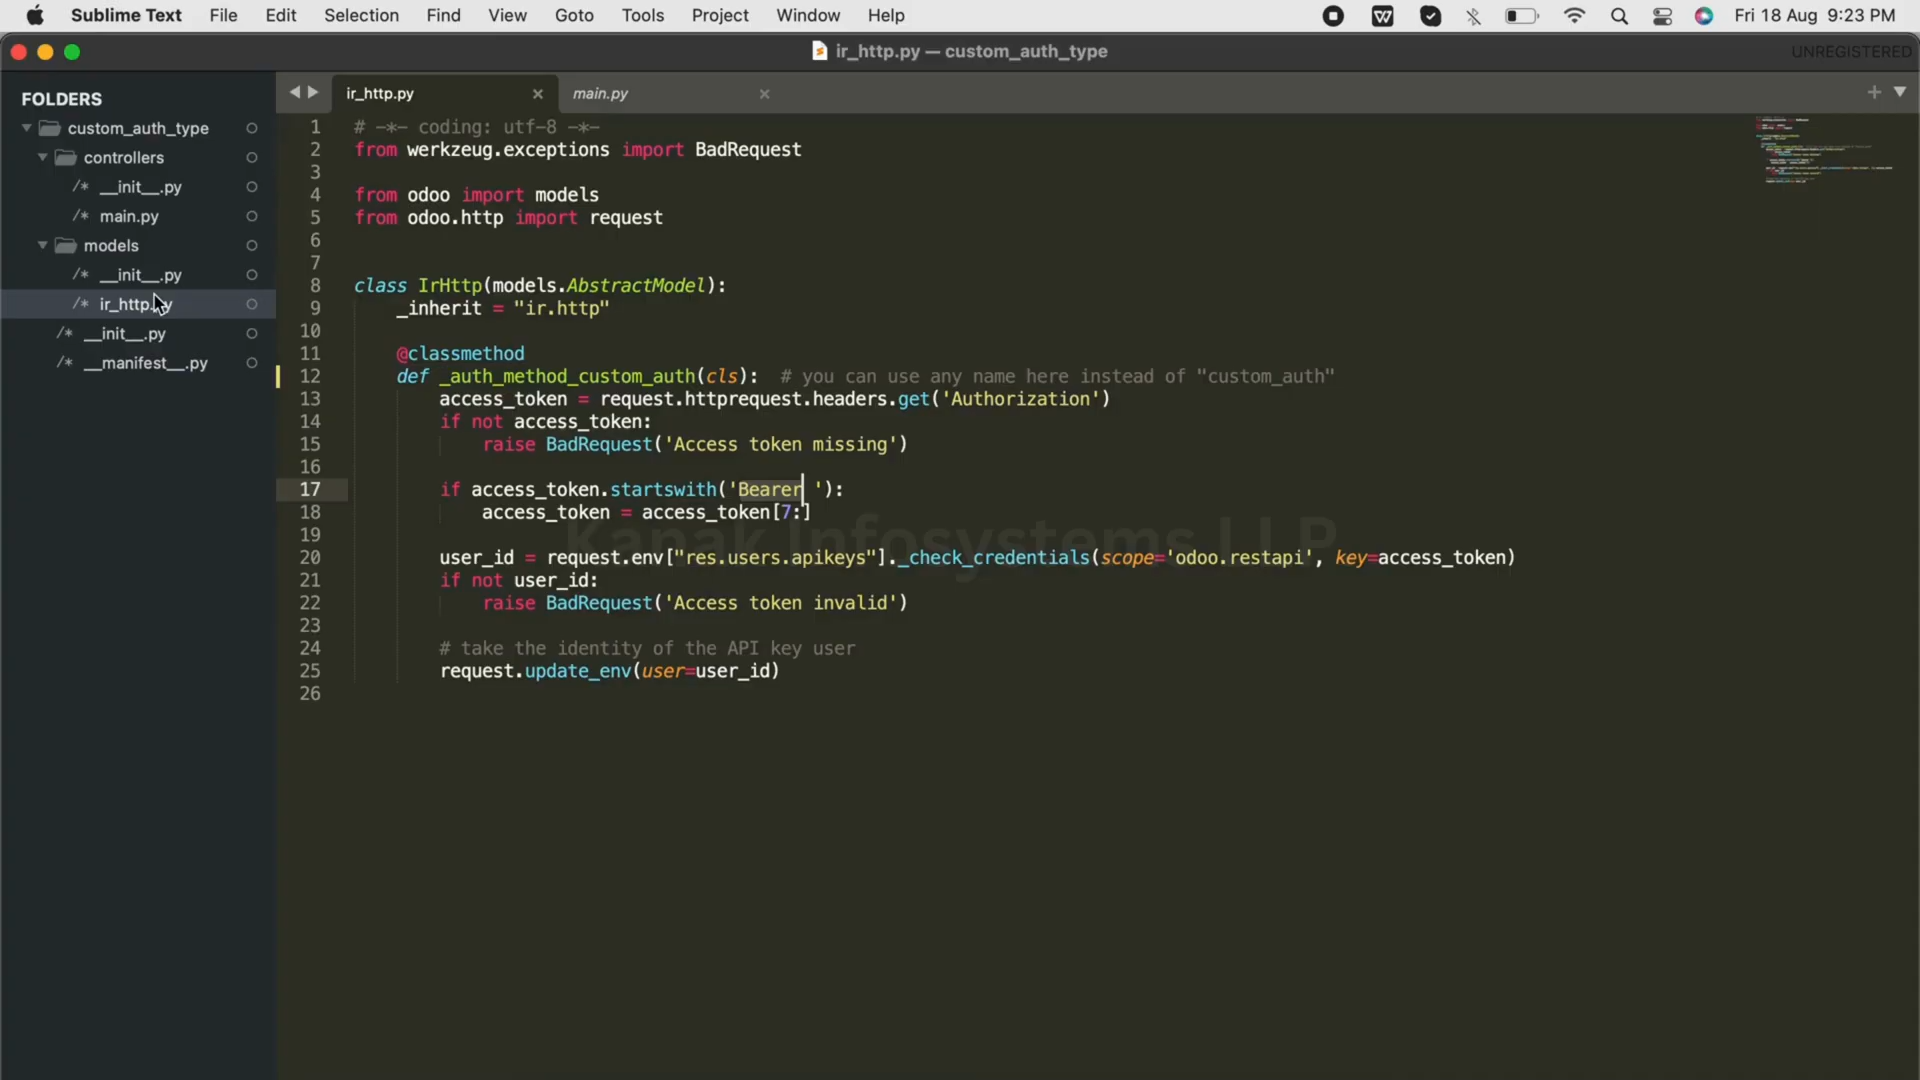 Sublime Text File Edit Selection Find View Goto Tools Project Window Help Fri 18 Aug 9:23 PM
ir_http.py — custom_auth_type UNREGISTERED
FOLDERS
custom_auth_type
controllers
/* __init__.py
/* main.py
models
/* __init__.py
/* ir_http.py
/* __init__.py
/* __manifest__.py
ir_http.py × main.py ×
1 # -*- coding: utf-8 -*-
2 from werkzeug.exceptions import BadRequest
3
4 from odoo import models
5 from odoo.http import request
6
7
8 class IrHttp(models.AbstractModel):
9 _inherit = "ir.http"
10
11 @classmethod
12 def _auth_method_custom_auth(cls): # you can use any name here instead of "custom_auth"
13 access_token = request.httprequest.headers.get('Authorization')
14 if not access_token:
15 raise BadRequest('Access token missing')
16
17 if access_token.startswith('Bearer '):
18 access_token = access_token[7:]
19
20 user_id = request.env["res.users.apikeys"]._check_credentials(scope='odoo.restapi', key=access_token)
21 if not user_id:
22 raise BadRequest('Access token invalid')
23
24 # take the identity of the API key user
25 request.update_env(user=user_id)
26
Kanak Infosystems LLP